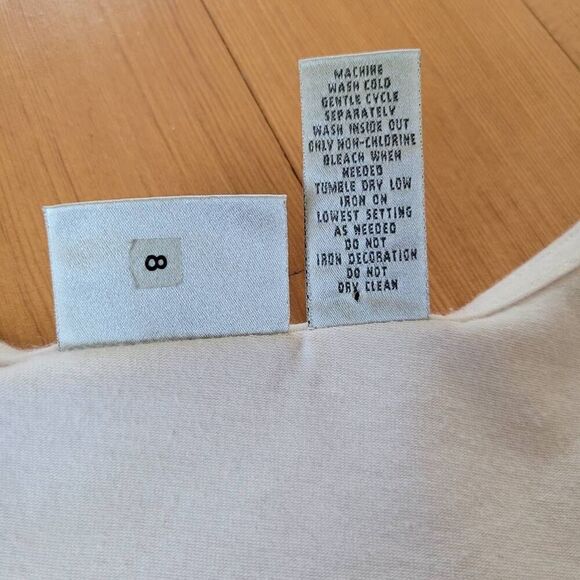 8
MACHINE
WASH COLD
GENTLE CYCLE
SEPARATELY
WASH INSIDE OUT
ONLY NON-CHLORINE
BLEACH WHEN
NEEDED
TUMBLE DRY LOW
IRON ON
LOWEST SETTING
AS NEEDED
DO NOT
IRON DECORATION
DO NOT
DRY CLEAN